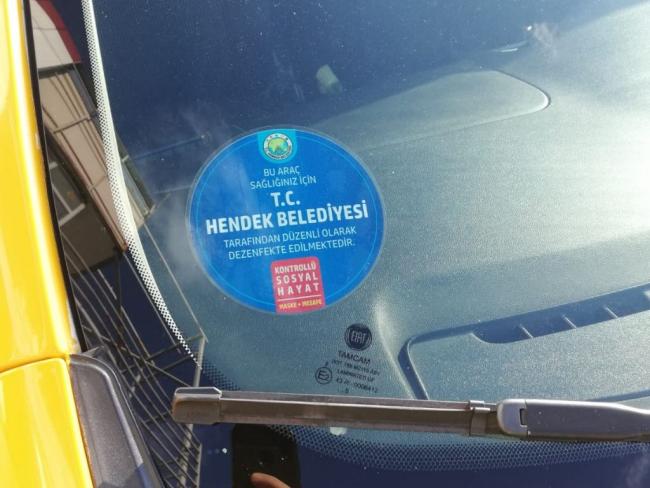 BU ARAÇ
SAĞLIĞINIZ İÇİN
T.C.
HENDEK BELEDİYESİ
TARAFINDAN DÜZENLİ OLARAK
DEZENFEKTE EDİLMEKTEDİR.
KONTROLLÜ
SOSYAL
HAYAT
MASKE • MESAFE
FIAT
TAMCAM